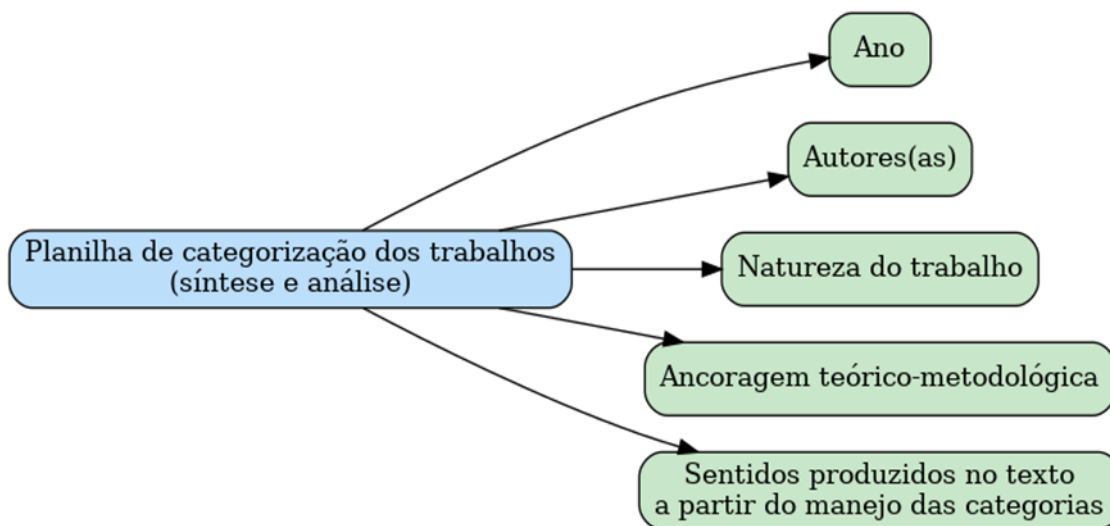 Planilha de categorização dos trabalhos
(síntese e análise)
Ano
Autores(as)
Natureza do trabalho
Ancoragem teórico-metodológica
Sentidos produzidos no texto
a partir do manejo das categorias